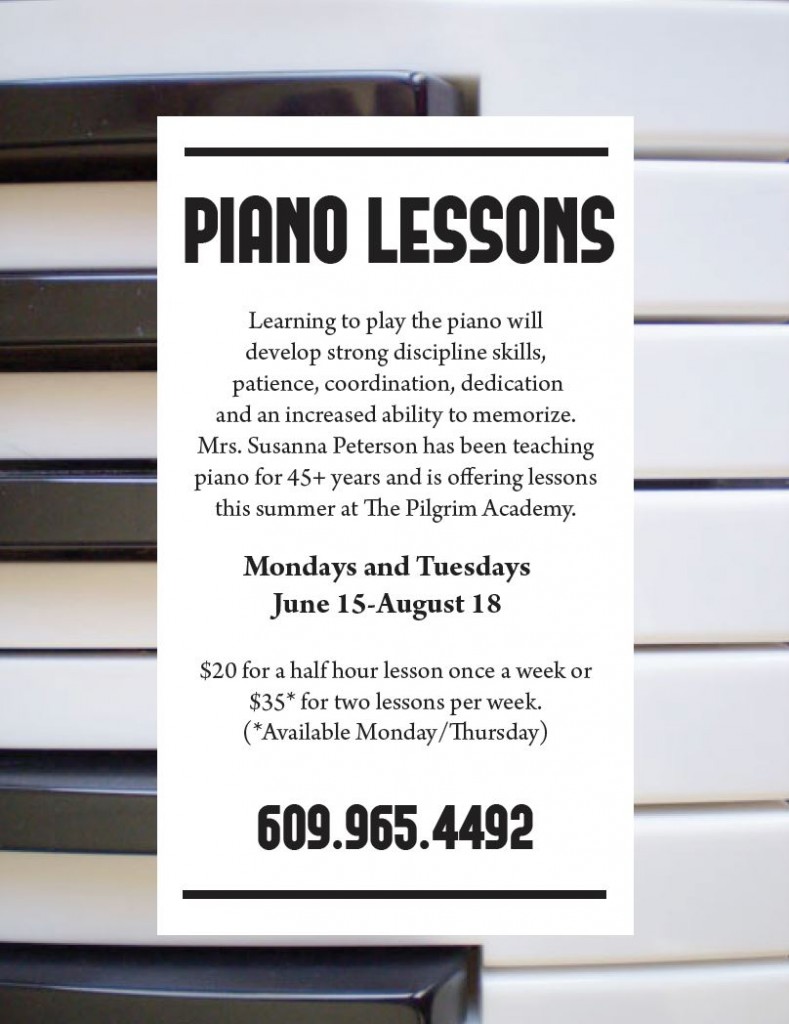 PIANO LESSONS
Learning to play the piano will
develop strong discipline skills,
patience, coordination, dedication
and an increased ability to memorize.
Mrs. Susanna Peterson has been teaching
piano for 45+ years and is offering lessons
this summer at The Pilgrim Academy.
Mondays and Tuesdays
June 15-August 18
$20 for a half hour lesson once a week or
$35* for two lessons per week.
(*Available Monday/Thursday)
609.965.4492